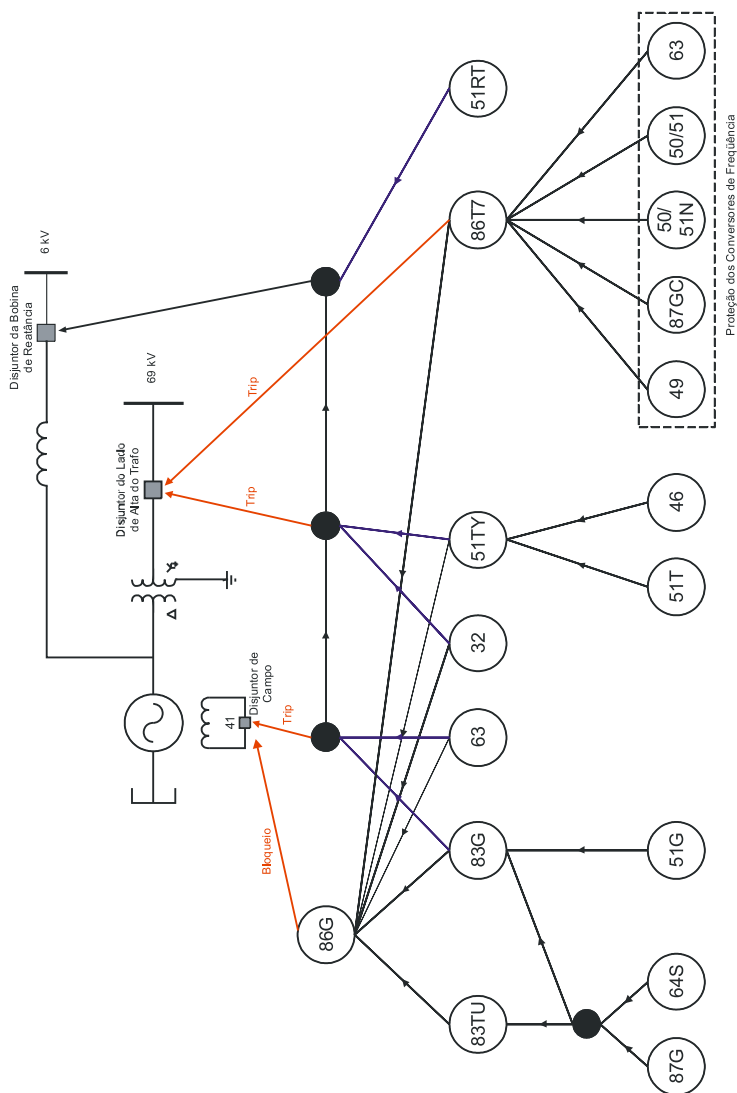 6 kV
Disjuntor da Bobina
de Reatância
69 kV
Disjuntor do Lado
de Alta do Trafo
Y
Δ
41
Disjuntor de
Campo
Trip
Trip
Trip
Bloqueio
51RT
86T7
51TY
32
63
83G
86G
83TU
63
50/51
50/
51N
87GC
49
46
51T
51G
64S
87G
Proteção dos Conversores de Freqüência